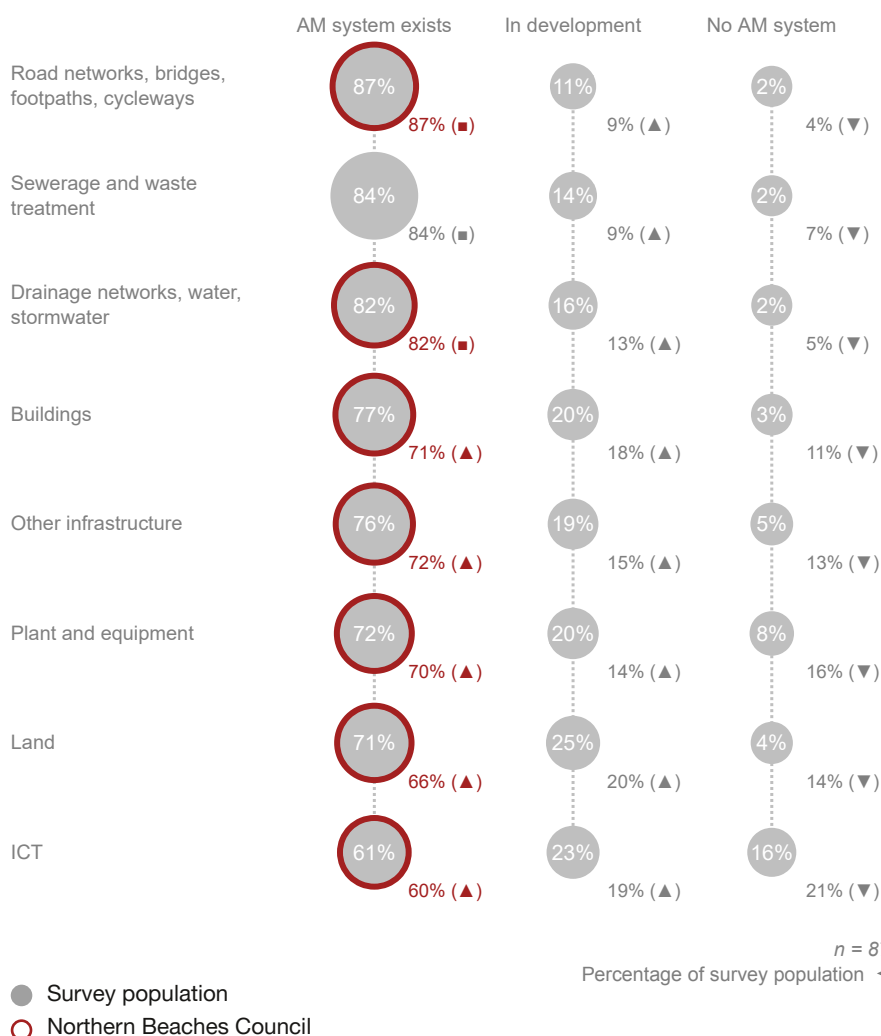 AM system exists In development No AM system
Road networks, bridges,
footpaths, cycleways
87% 11% 2%
87% (■) 9% (▲) 4% (▼)
Sewerage and waste
treatment
84% 14% 2%
84% (■) 9% (▲) 7% (▼)
Drainage networks, water,
stormwater
82% 16% 2%
82% (■) 13% (▲) 5% (▼)
Buildings 77% 20% 3%
71% (▲) 18% (▲) 11% (▼)
Other infrastructure 76% 19% 5%
72% (▲) 15% (▲) 13% (▼)
Plant and equipment 72% 20% 8%
70% (▲) 14% (▲) 16% (▼)
Land 71% 25% 4%
66% (▲) 20% (▲) 14% (▼)
ICT 61% 23% 16%
60% (▲) 19% (▲) 21% (▼)
n = 8
Percentage of survey population
Survey population
Northern Beaches Council